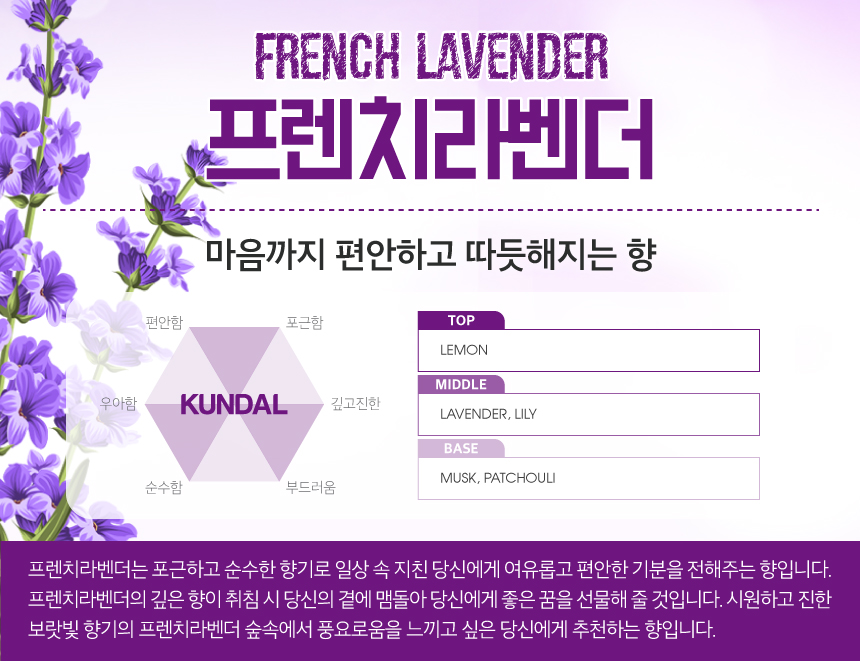 FRENCH LAVENDER
프렌치라벤더
마음까지 편안하고 따듯해지는 향
편안함
포근함
우아함
KUNDAL
깊고진한
순수함
부드러움
TOP
LEMON
MIDDLE
LAVENDER, LILY
BASE
MUSK, PATCHOULI
프렌치라벤더는 포근하고 순수한 향기로 일상 속 지친 당신에게 여유롭고 편안한 기분을 전해주는 향입니다.
프렌치라벤더의 깊은 향이 취침 시 당신의 곁에 맴돌아 당신에게 좋은 꿈을 선물해 줄 것입니다. 시원하고 진한
보랏빛 향기의 프렌치라벤더 숲속에서 풍요로움을 느끼고 싶은 당신에게 추천하는 향입니다.